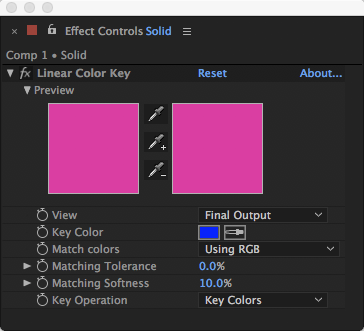 Effect Controls Solid
Comp 1 • Solid
fx Linear Color Key Reset About...
Preview
View Final Output
Key Color
Match colors Using RGB
Matching Tolerance 0.0%
Matching Softness 10.0%
Key Operation Key Colors